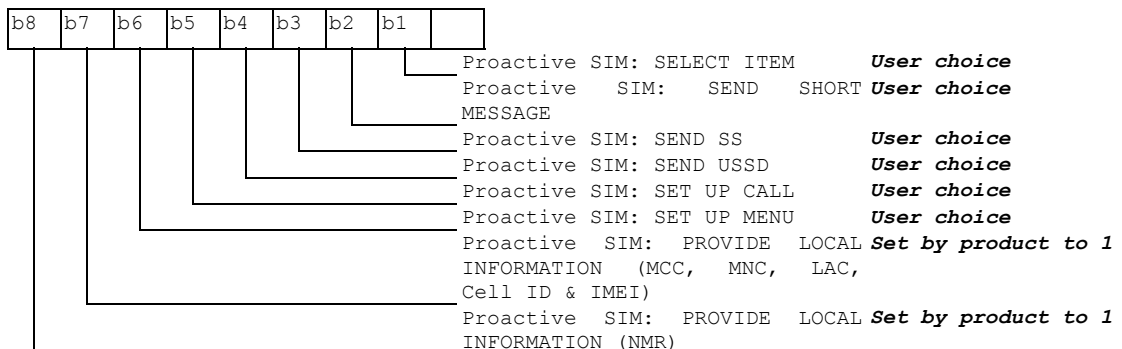 b8 b7 b6 b5 b4 b3 b2 b1
Proactive SIM: SELECT ITEM User choice
Proactive SIM: SEND SHORT User choice
MESSAGE
Proactive SIM: SEND SS User choice
Proactive SIM: SEND USSD User choice
Proactive SIM: SET UP CALL User choice
Proactive SIM: SET UP MENU User choice
Proactive SIM: PROVIDE LOCAL Set by product to 1
INFORMATION (MCC, MNC, LAC,
Cell ID & IMEI)
Proactive SIM: PROVIDE LOCAL Set by product to 1
INFORMATION (NMR)